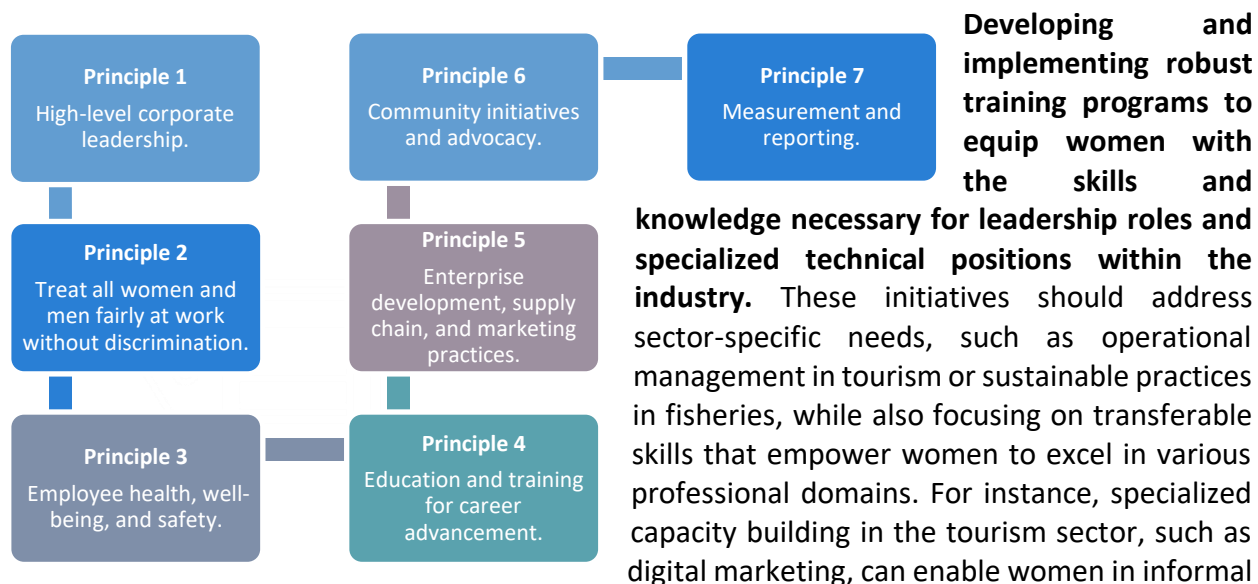 Principle 1
High-level corporate
leadership.
Principle 2
Treat all women and
men fairly at work
without discrimination.
Principle 3
Employee health, well-
being, and safety.
Principle 4
Education and training
for career
advancement.
Principle 5
Enterprise
development, supply
chain, and marketing
practices.
Principle 6
Community initiatives
and advocacy.
Principle 7
Measurement and
reporting.
Developing and
implementing robust
training programs to
equip women with
the skills and
knowledge necessary for leadership roles and
specialized technical positions within the
industry. These initiatives should address
sector-specific needs, such as operational
management in tourism or sustainable practices
in fisheries, while also focusing on transferable
skills that empower women to excel in various
professional domains. For instance, specialized
capacity building in the tourism sector, such as
digital marketing, can enable women in informal